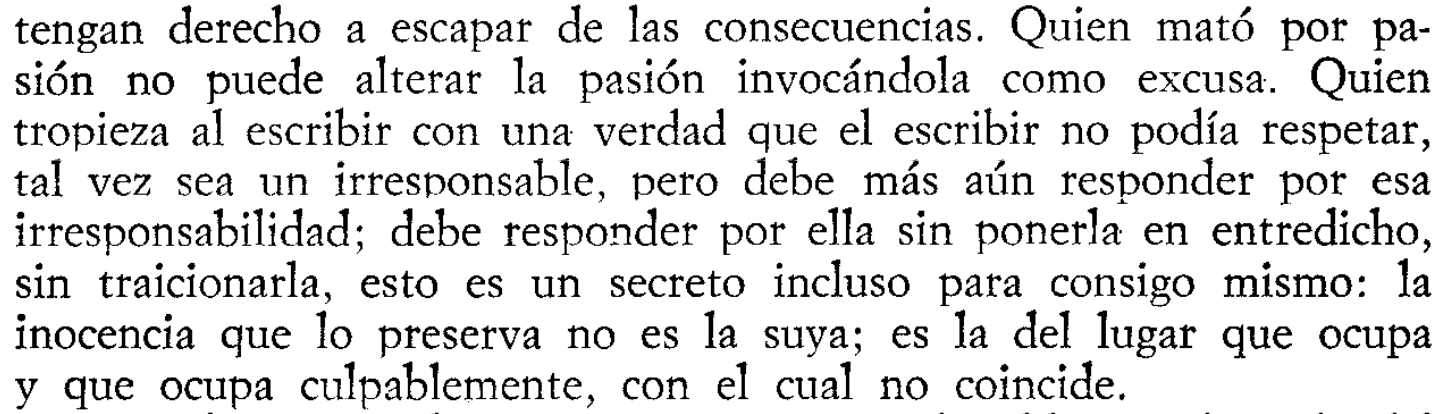 tengan derecho a escapar de las consecuencias. Quien mató por pa-
sión no puede alterar la pasión invocándola como excusa. Quien
tropieza al escribir con una verdad que el escribir no podía respetar,
tal vez sea un irresponsable, pero debe más aún responder por esa
irresponsabilidad; debe responder por ella sin ponerla en entredicho,
sin traicionarla, esto es un secreto incluso para consigo mismo: la
inocencia que lo preserva no es la suya; es la del lugar que ocupa
y que ocupa culpablemente, con el cual no coincide.